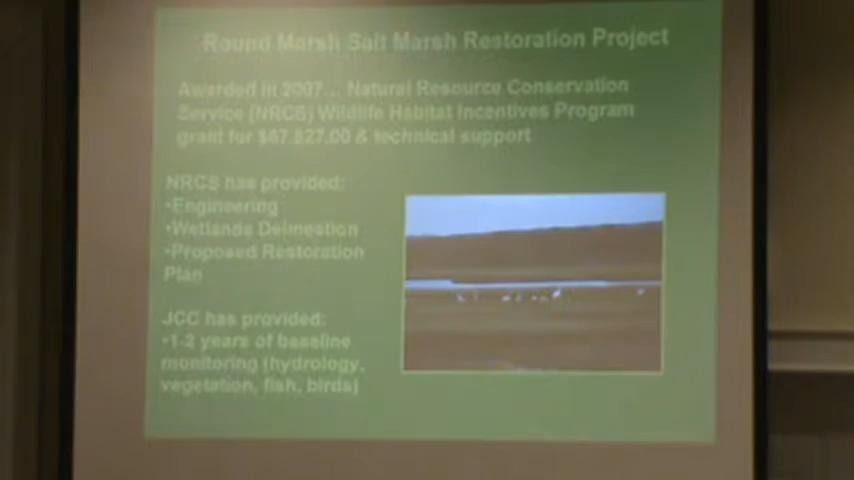 Round Marsh Salt Marsh Restoration Project
Awarded in 2007... Natural Resource Conservation
Service (NRCS) Wildlife Habitat Incentives Program
grant for $67,827.00 & technical support
NRCS has provided:
•Engineering
•Wetlands Delineation
•Proposed Restoration
Plan
JCC has provided:
•1-2 years of baseline
monitoring (hydrology,
vegetation, fish, birds)